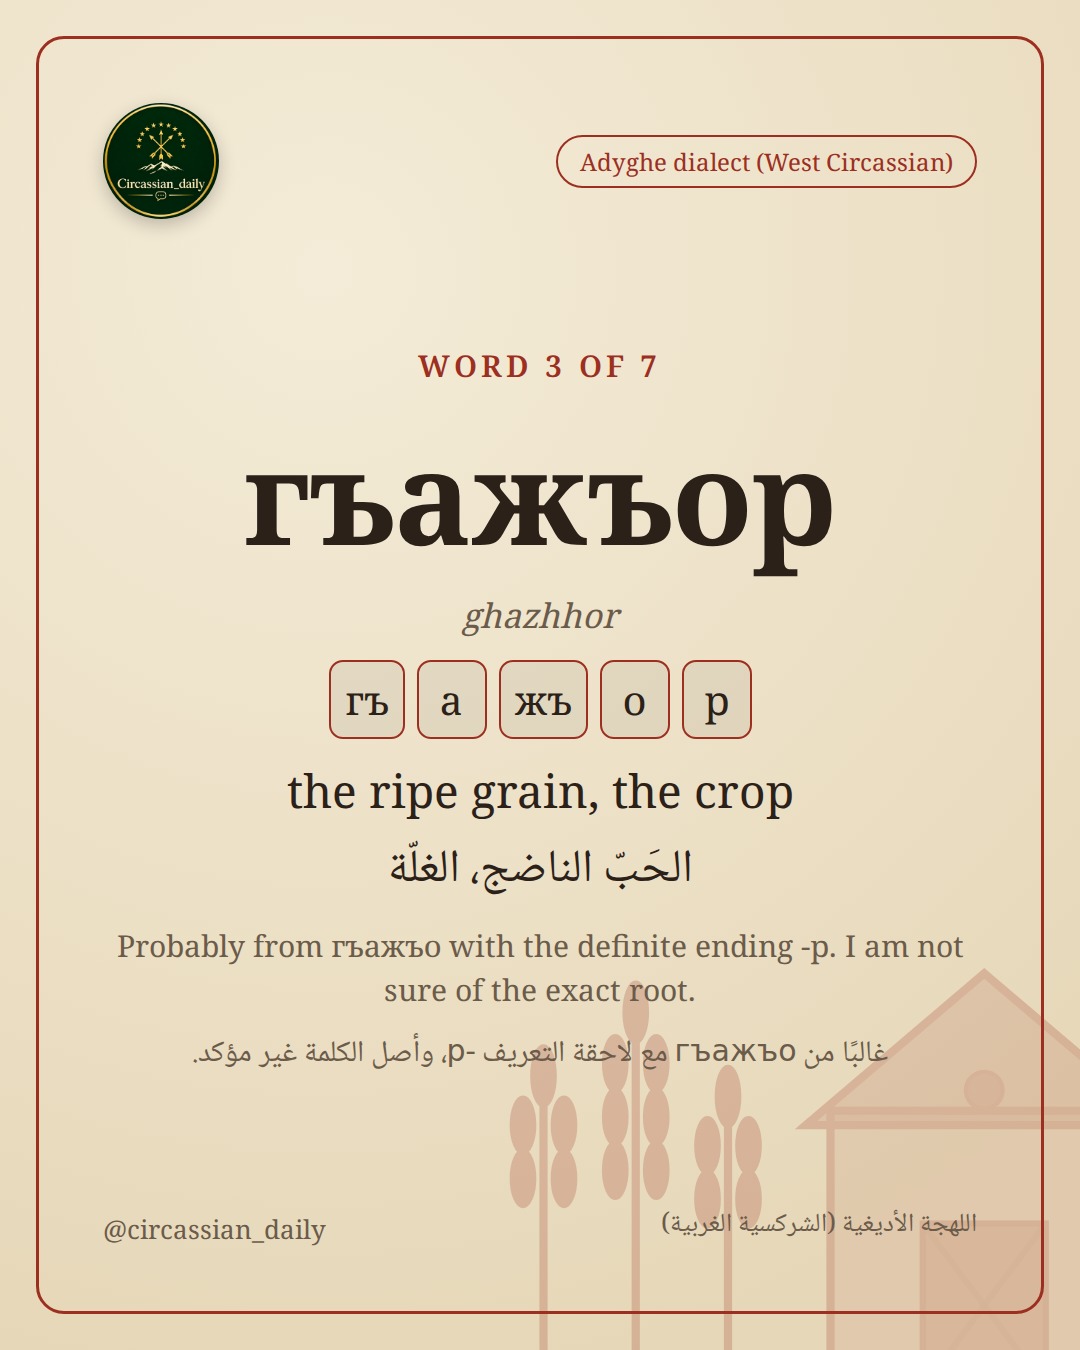 Circassian_daily
Adyghe dialect (West Circassian)
WORD 3 OF 7
гъажъор
ghazhhor
гъ а жъ о р
the ripe grain, the crop
الحَبّ الناضج، الغلّة
Probably from гъажъо with the definite ending -р. I am not
sure of the exact root.
غالبًا من гъажъо مع لاحقة التعريف -р، وأصل الكلمة غير مؤكد.
@circassian_daily
اللهجة الأديغية (الشركسية الغربية)